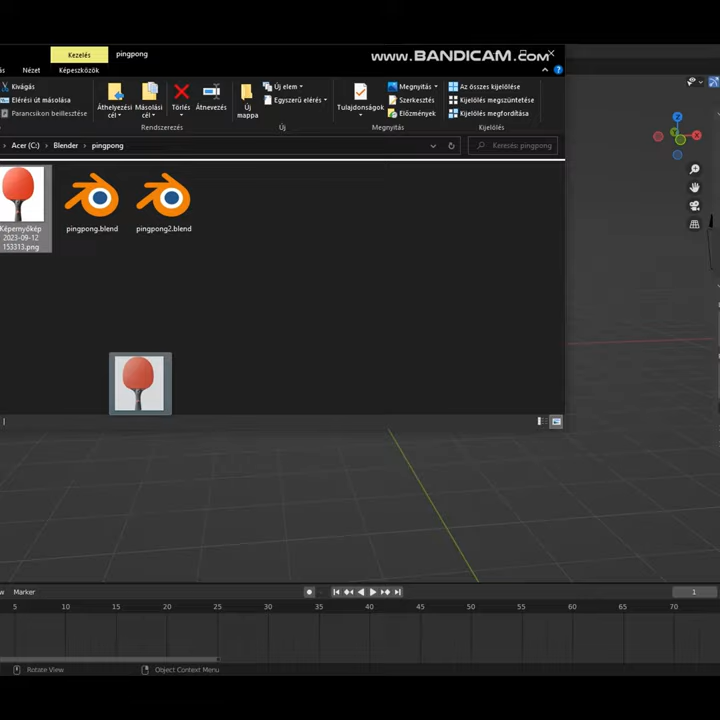 Kezelés
pingpong
www.BANDICAM.com
Nézet
Képeszközök
Kivágás
Elérési út másolása
Parancsikon beillesztése
Áthelyezési cél
Másolási cél
Törlés
Átnevezés
Rendszerezés
Új mappa
Új elem
Egyszerű elérés
Új
Tulajdonságok
Megnyitás
Szerkesztés
Előzmények
Megnyitás
Az összes kijelölése
Kijelölés megszüntetése
Kijelölés megfordítása
Kijelölés
Acer (C:) > Blender > pingpong
Keresés: pingpong
Képernyőkép
2023-09-12
153313.png
pingpong.blend
pingpong2.blend
Z
X
Y
Marker
1
5 10 15 20 25 30 35 40 45 50 55 60 65 70
Rotate View
Object Context Menu